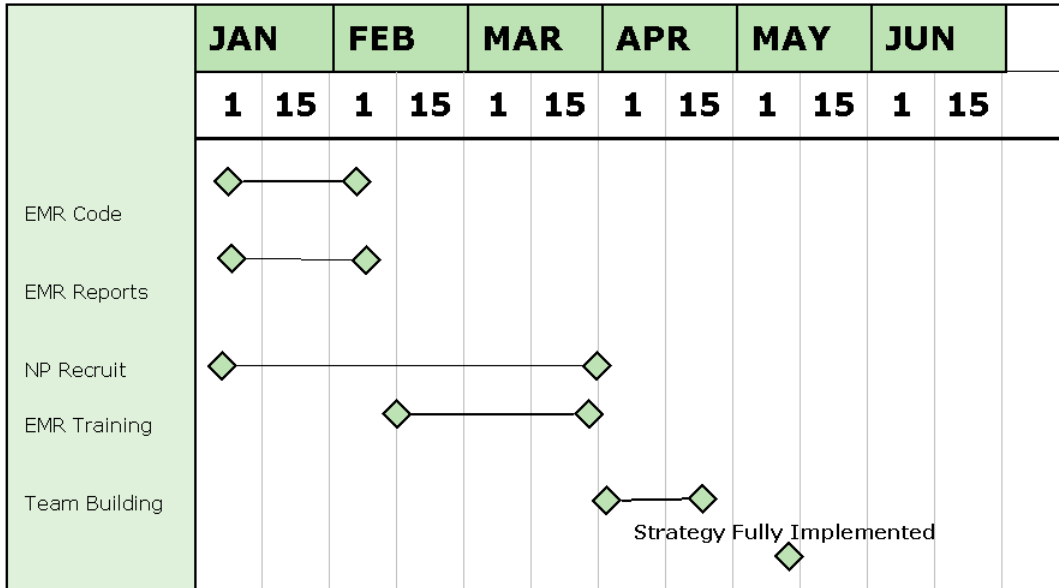 JAN FEB MAR APR MAY JUN
1 15 1 15 1 15 1 15 1 15 1 15
EMR Code
EMR Reports
NP Recruit
EMR Training
Team Building
Strategy Fully Implemented